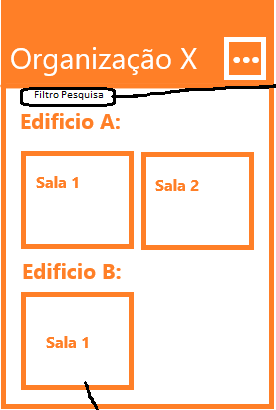 Organização X
Filtro Pesquisa
Edificio A:
Sala 1
Sala 2
Edificio B:
Sala 1